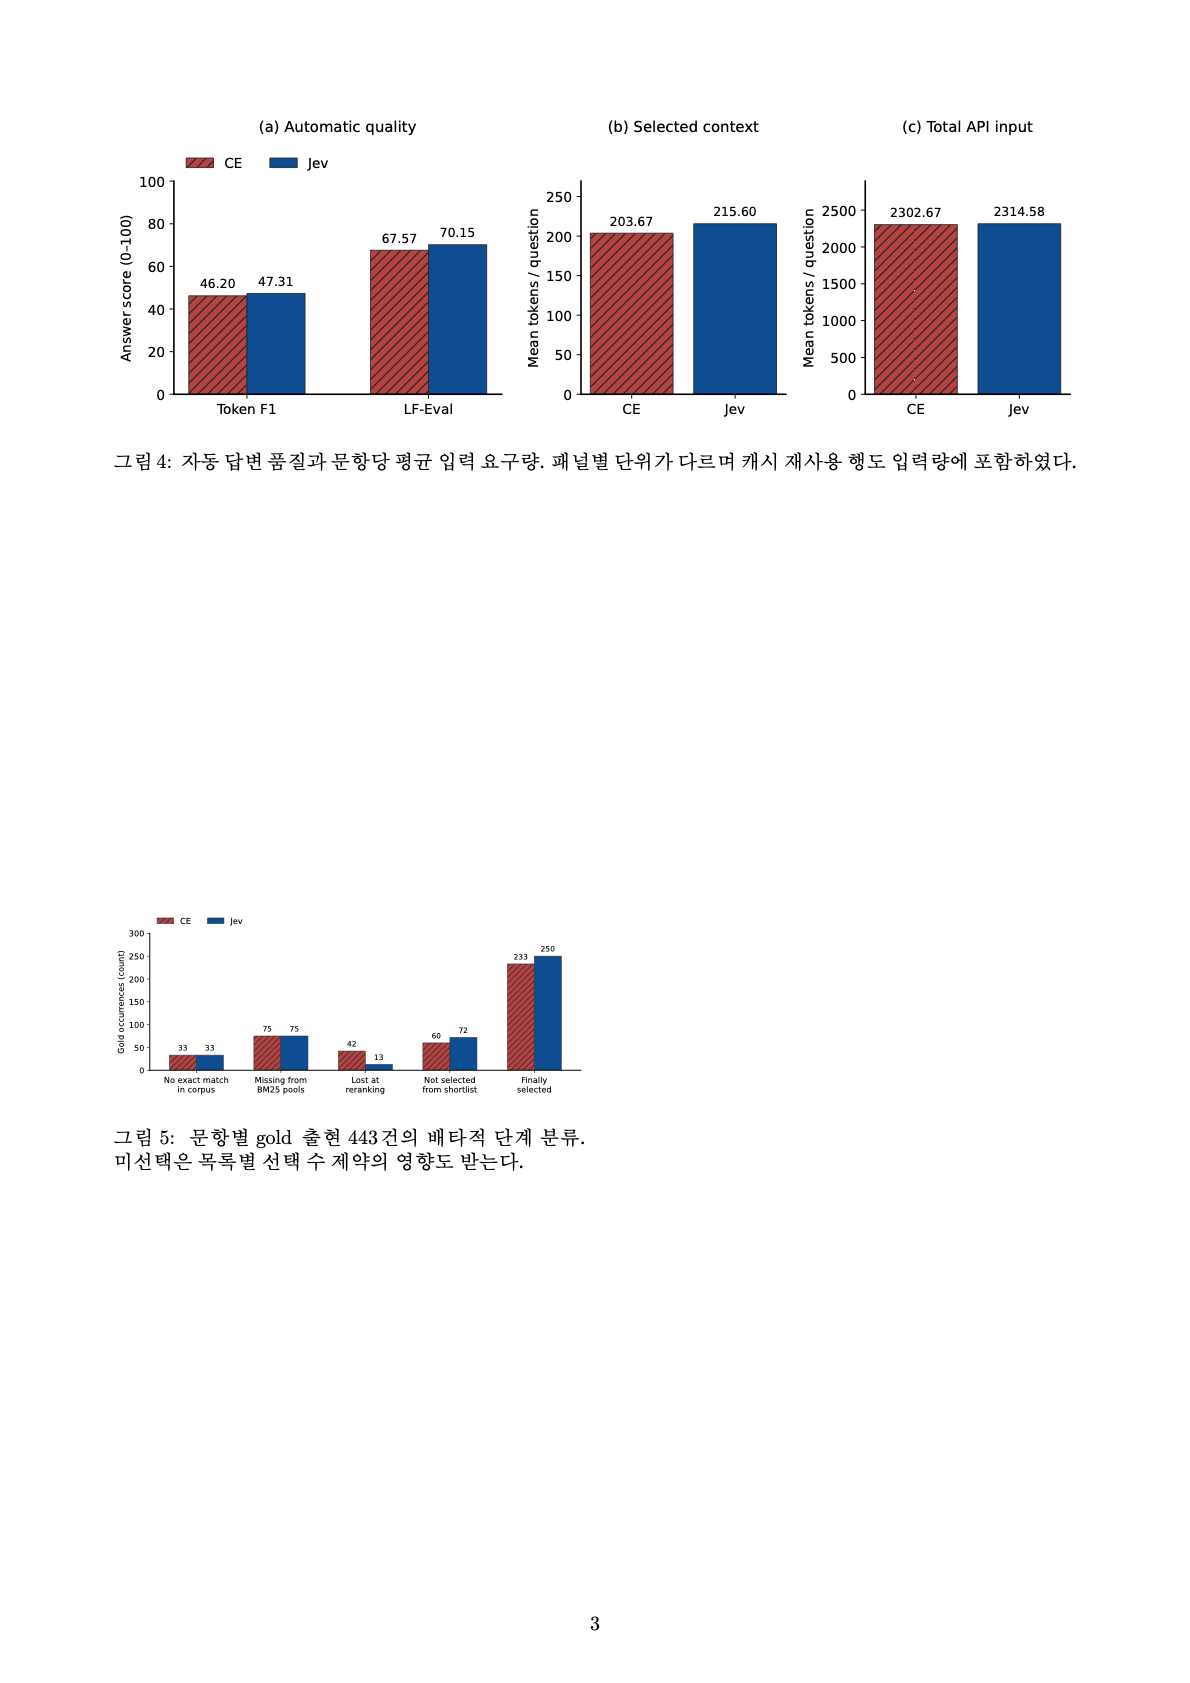 (a) Automatic quality
CE Jev
Answer score (0–100)
100
80
60
40
20
0
46.20 47.31 67.57 70.15
Token F1 LF-Eval
(b) Selected context
Mean tokens / question
250
200
150
100
50
0
203.67 215.60
CE Jev
(c) Total API input
Mean tokens / question
2500
2000
1500
1000
500
0
2302.67 2314.58
CE Jev
그림 4: 자동 답변 품질과 문항당 평균 입력 요구량. 패널별 단위가 다르며 캐시 재사용 행도 입력량에 포함하였다.
CE Jev
Gold occurrences (count)
300
250
200
150
100
50
0
33 33 75 75 42 13 60 72 233 250
No exact match
in corpus
Missing from
BM25 pools
Lost at
reranking
Not selected
from shortlist
Finally
selected
그림 5: 문항별 gold 출현 443건의 배타적 단계 분류.
미선택은 목록별 선택 수 제약의 영향도 받는다.
3